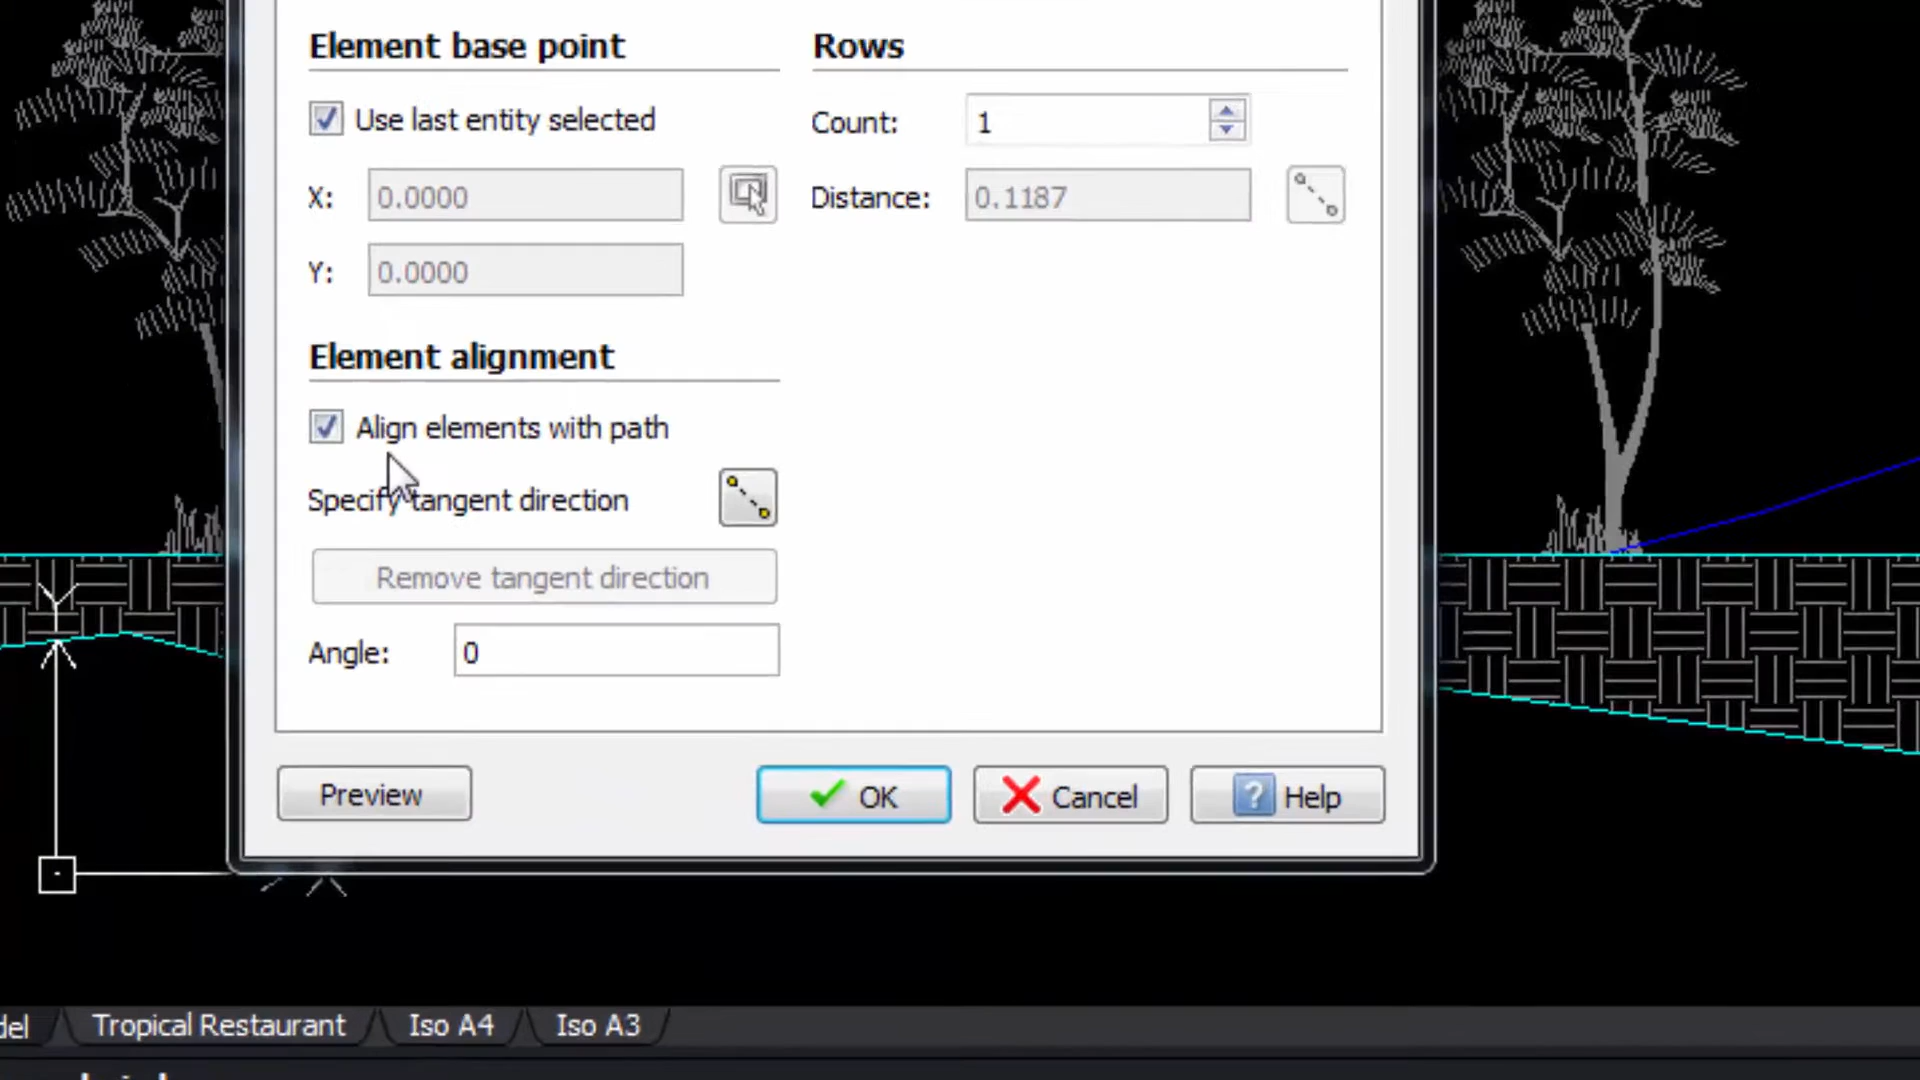 Element base point
Use last entity selected
X: 0.0000
Y: 0.0000
Element alignment
Align elements with path
Specify tangent direction
Remove tangent direction
Angle: 0
Rows
Count: 1
Distance: 0.1187
Preview
OK
Cancel
? Help
del
Tropical Restaurant
Iso A4
Iso A3